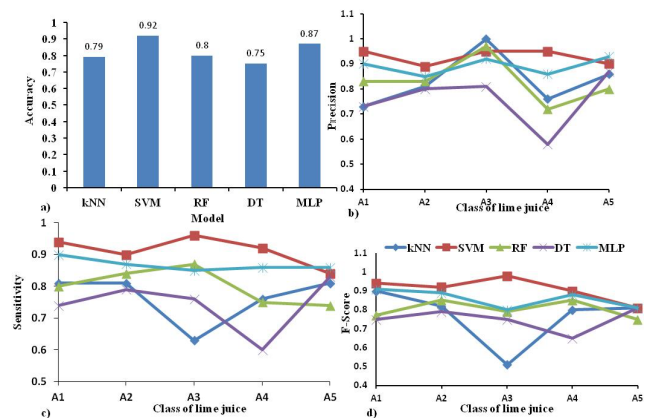 a)
Accuracy
1
0.9
0.8
0.7
0.6
0.5
0.4
0.3
0.2
0.1
0
0.79
0.92
0.8
0.75
0.87
kNN SVM RF DT MLP
Model
b)
Precision
1.1
1
0.9
0.8
0.7
0.6
0.5
0.4
A1 A2 A3 A4 A5
Class of lime juice
c)
Sensitivity
1
0.9
0.8
0.7
0.6
0.5
A1 A2 A3 A4 A5
Class of lime juice
kNN SVM RF DT MLP
d)
F-Score
1
0.9
0.8
0.7
0.6
0.5
0.4
A1 A2 A3 A4 A5
Class of lime juice